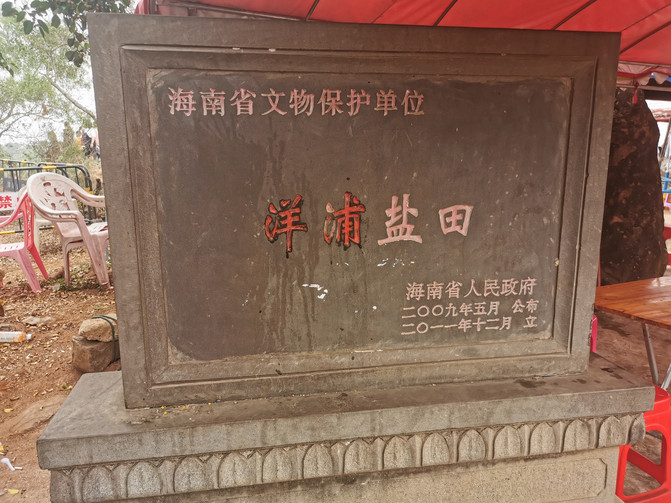 海南省文物保护单位
洋浦盐田
海南省人民政府
二〇〇九年五月 公布
二〇一一年十二月 立
禁